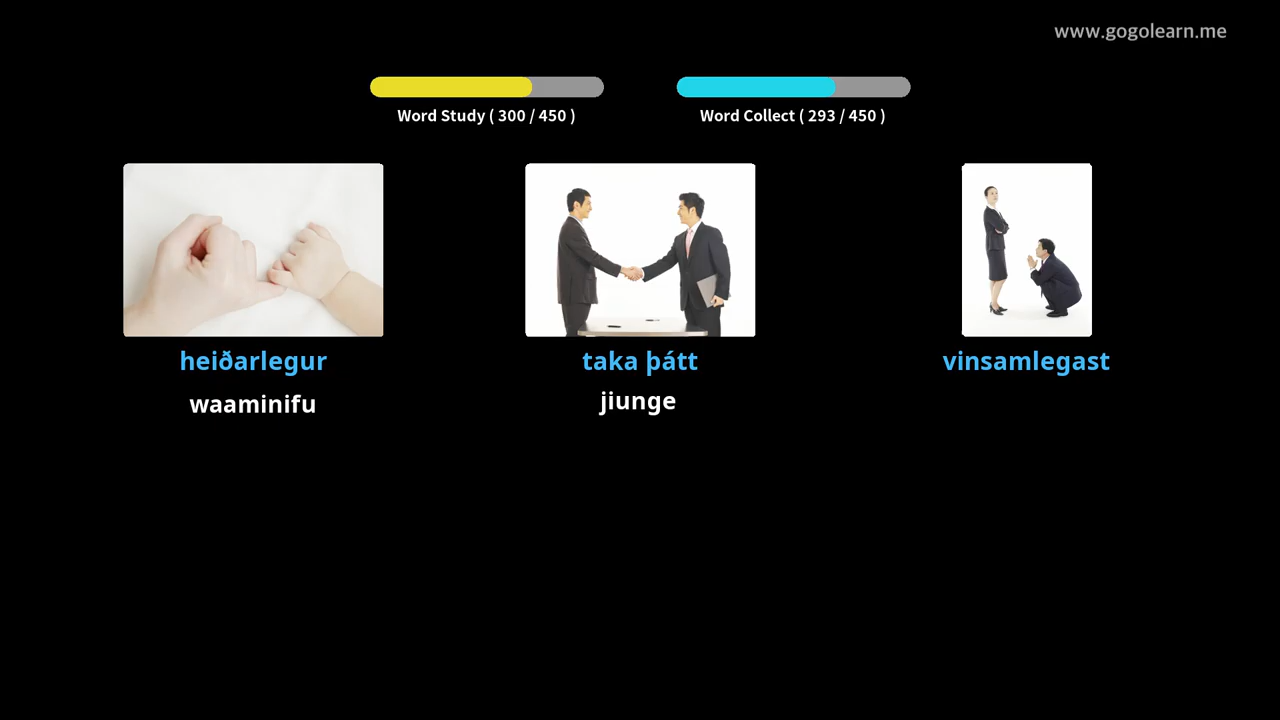 www.gogolearn.me
Word Study ( 300 / 450 )
Word Collect ( 293 / 450 )
heiðarlegur
waaminifu
taka þátt
jiunge
vinsamlegast